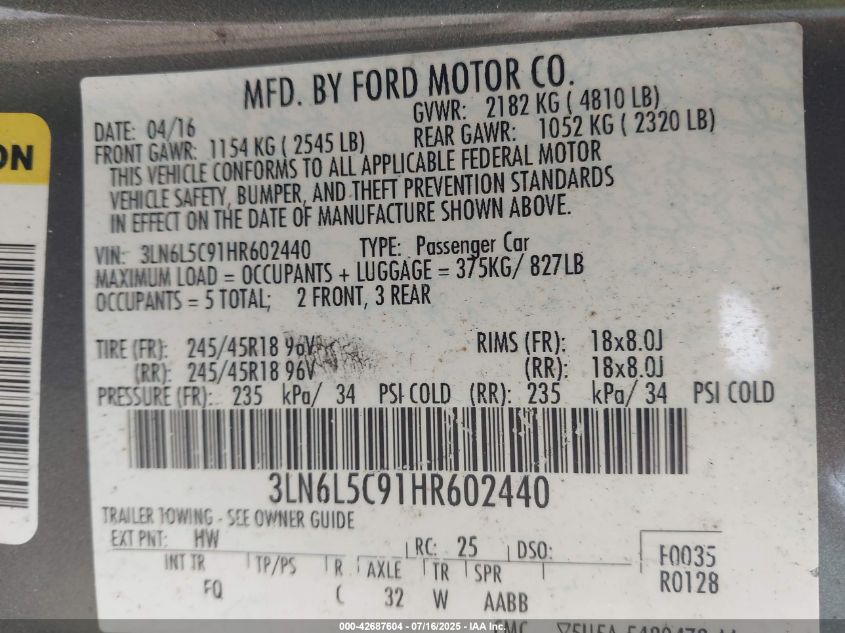 MFD. BY FORD MOTOR CO.
DATE: 04/16
GVWR: 2182 KG ( 4810 LB)
FRONT GAWR: 1154 KG ( 2545 LB)
REAR GAWR: 1052 KG ( 2320 LB)
THIS VEHICLE CONFORMS TO ALL APPLICABLE FEDERAL MOTOR
VEHICLE SAFETY, BUMPER, AND THEFT PREVENTION STANDARDS
IN EFFECT ON THE DATE OF MANUFACTURE SHOWN ABOVE.
VIN: 3LN6L5C91HR602440 TYPE: Passenger Car
MAXIMUM LOAD = OCCUPANTS + LUGGAGE = 375KG/ 827LB
OCCUPANTS = 5 TOTAL; 2 FRONT, 3 REAR
TIRE (FR): 245/45R18 96V RIMS (FR): 18x8.0J
(RR): 245/45R18 96V (RR): 18x8.0J
PRESSURE (FR): 235 kPa/ 34 PSI COLD (RR): 235 kPa/ 34 PSI COLD
3LN6L5C91HR602440
TRAILER TOWING - SEE OWNER GUIDE
EXT PNT: HW RC: 25 DSO:
INT TR TP/PS R AXLE TR SPR
FQ C 32 W AABB
F0035
R0128
ON
000-42687604 - 07/16/2025 - IAA Inc.